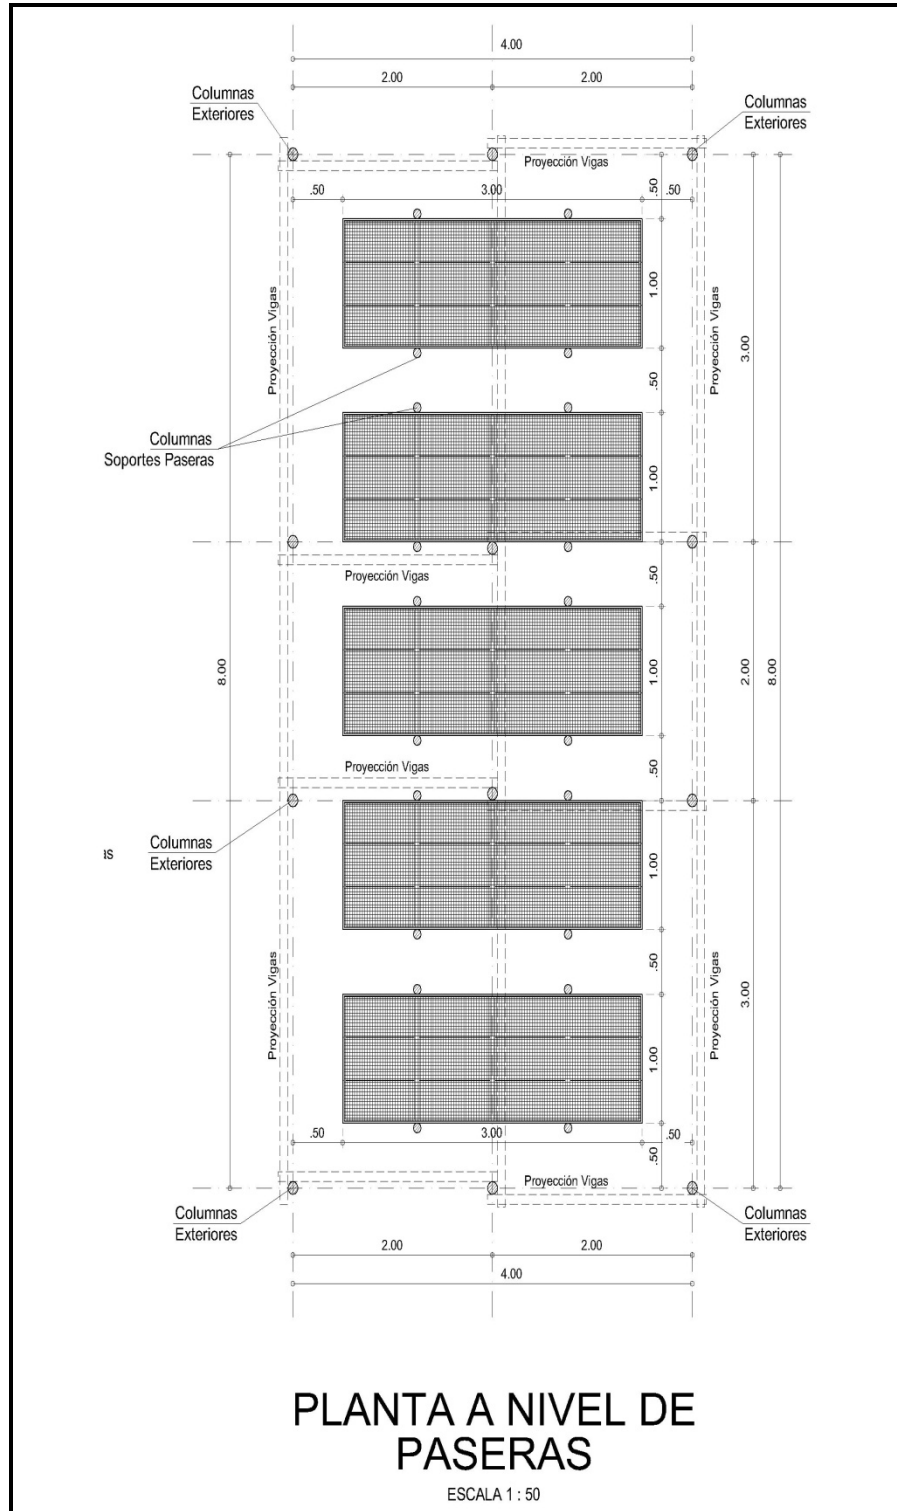 4.00
2.00
2.00
Columnas
Exteriores
Columnas
Exteriores
Proyección Vigas
.50
3.00
.50
.50
Proyección Vigas
Proyección Vigas
1.00
3.00
.50
Columnas
Soportes Paseras
1.00
Proyección Vigas
.50
8.00
1.00
2.00
8.00
Proyección Vigas
.50
Columnas
Exteriores
as
1.00
.50
Proyección Vigas
Proyección Vigas
3.00
1.00
.50
3.00
.50
.50
Proyección Vigas
Columnas
Exteriores
Columnas
Exteriores
2.00
2.00
4.00
PLANTA A NIVEL DE
PASERAS
ESCALA 1 : 50